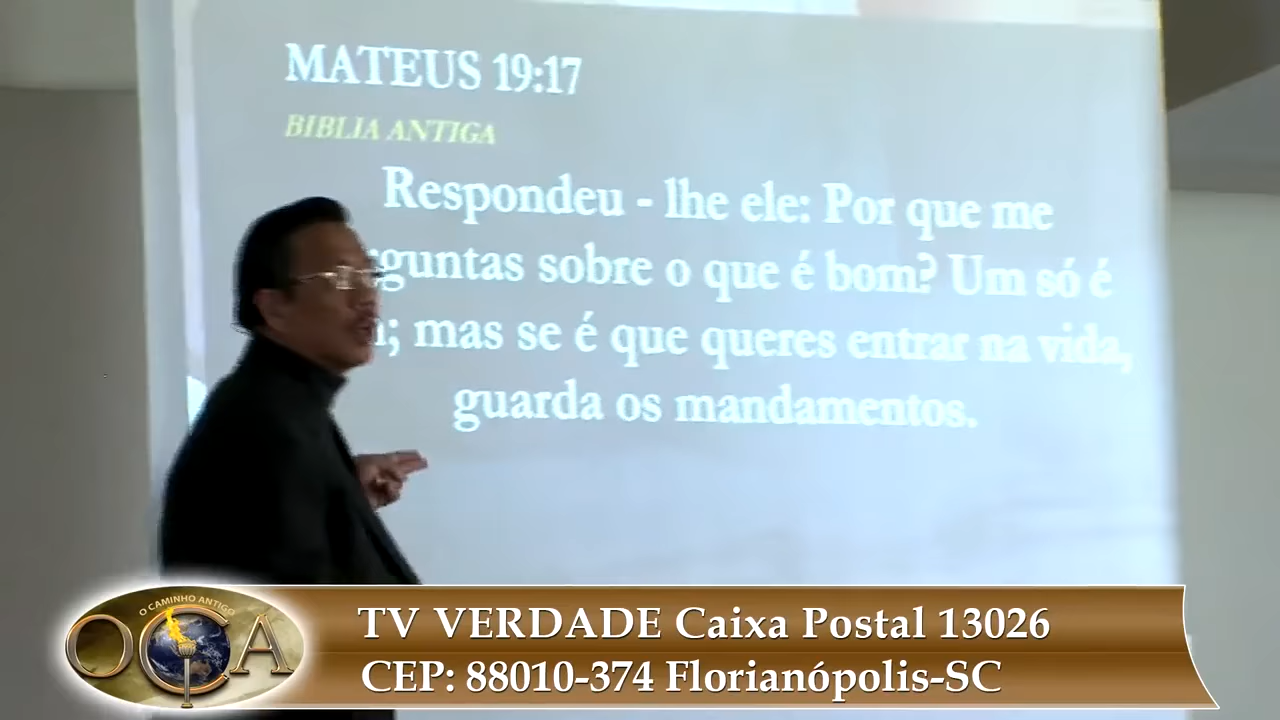 MATEUS 19:17
BIBLIA ANTIGA
Respondeu - lhe ele: Por que me
guntas sobre o que é bom? Um só é
; mas se é que queres entrar na vida,
guarda os mandamentos.
O CAMINHO ANTIGO
OCA
TV VERDADE Caixa Postal 13026
CEP: 88010-374 Florianópolis-SC